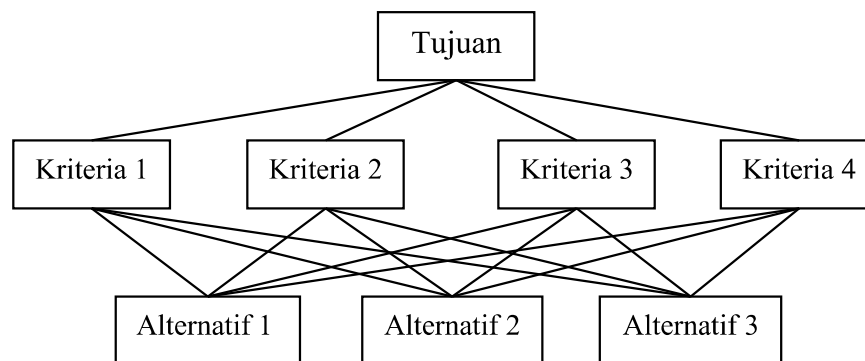 Tujuan
Kriteria 1
Kriteria 2
Kriteria 3
Kriteria 4
Alternatif 1
Alternatif 2
Alternatif 3